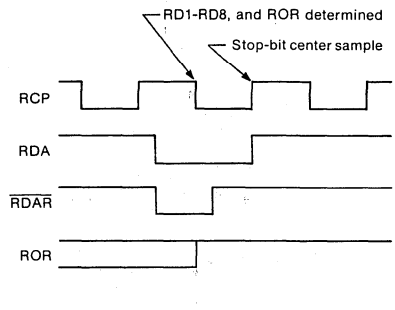 RD1-RD8, and ROR determined
Stop-bit center sample
RCP
RDA
RDAR
ROR